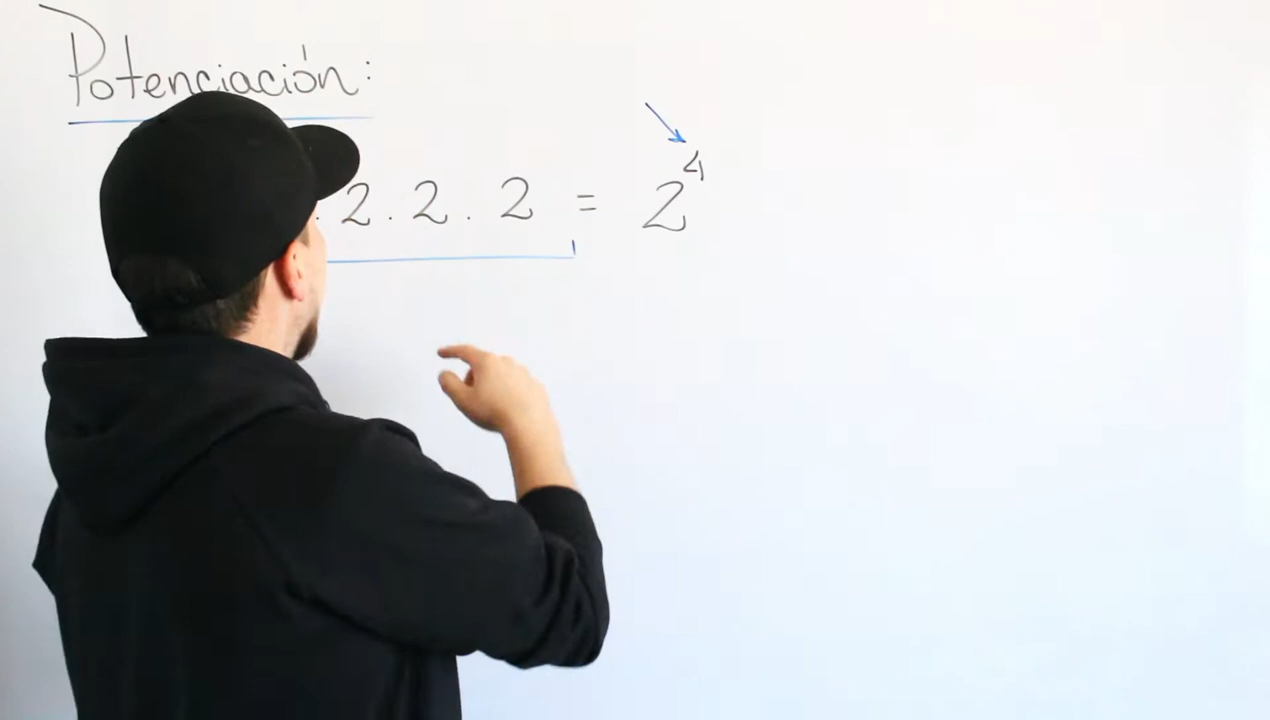 Potenciación:
. 2 . 2 . 2 = 2⁴